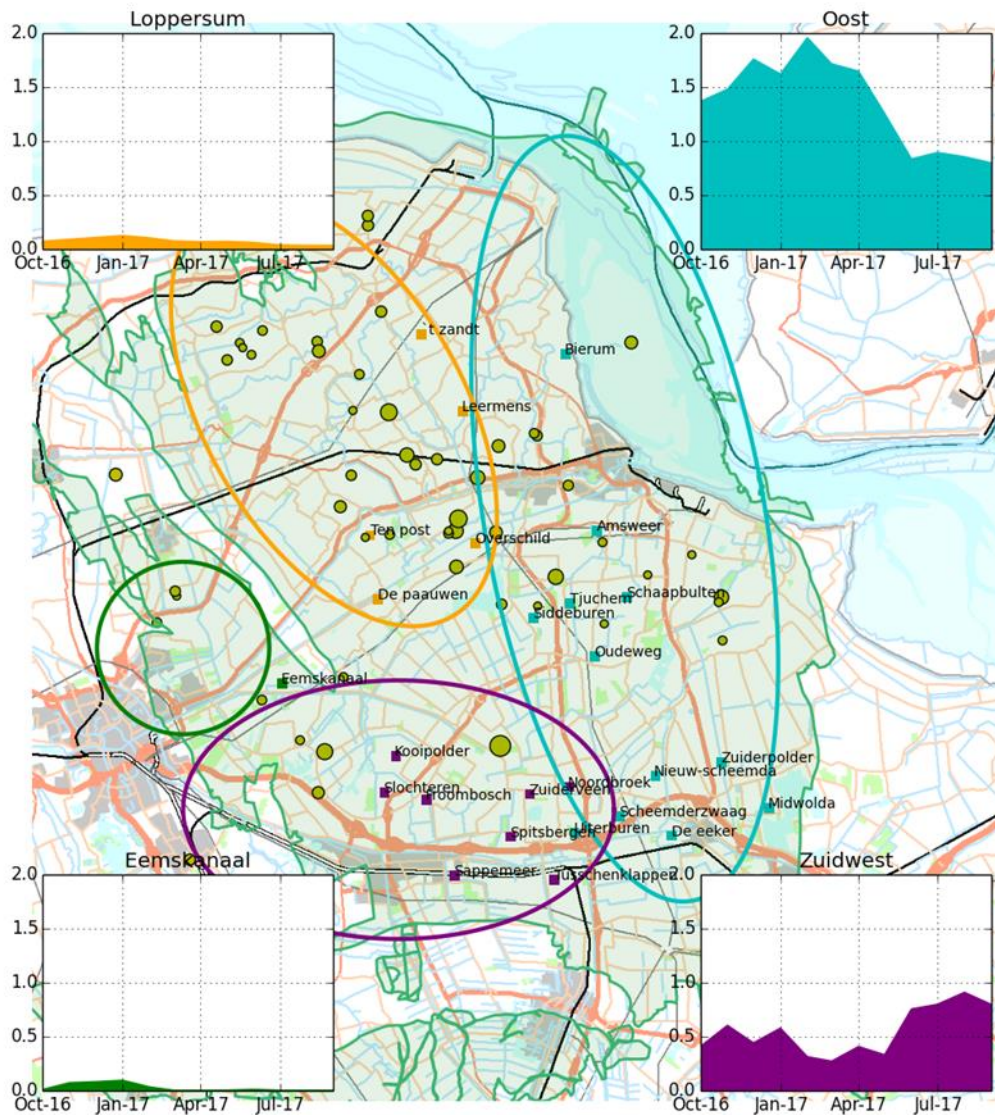 Loppersum
2.0
1.5
1.0
0.5
0.0
Oct-16 Jan-17 Apr-17 Jul-17
Oost
2.0
1.5
1.0
0.5
0.0
Oct-16 Jan-17 Apr-17 Jul-17
't zandt
Bierum
Leermens
Ten post
Overschild
Amsweer
De paauwen
Tjuchem
Schaapbulten
Siddeburen
Oudeweg
Eemskanaal
Kooipolder
Zuiderpolder
Nieuw-scheemda
Noordbroek
Slochteren
Froombosch
Zuiderveen
Midwolda
Scheemderzwaag
Spitsbergen
Uiterburen
De eeker
Sappemeer
Tusschenklappen
Eemskanaal
2.0
1.5
1.0
0.5
0.0
Oct-16 Jan-17 Apr-17 Jul-17
Zuidwest
2.0
1.5
1.0
0.5
0.0
Oct-16 Jan-17 Apr-17 Jul-17